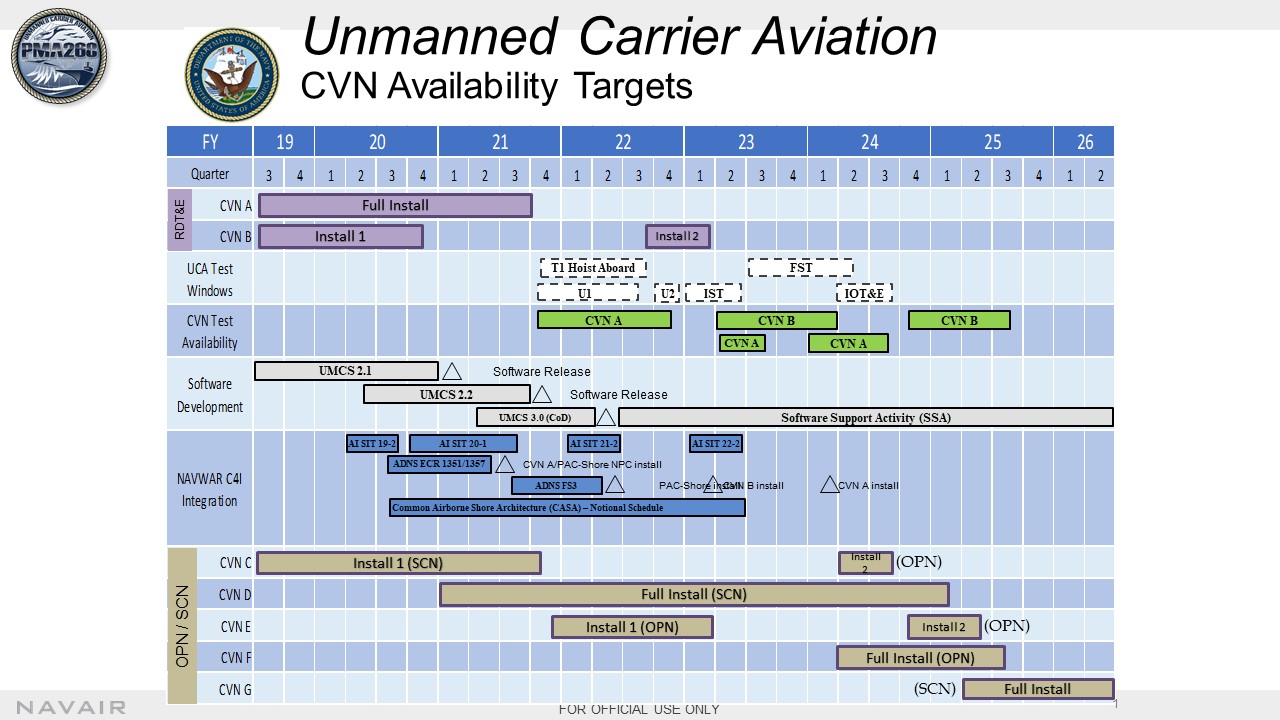 Unmanned Carrier Aviation
CVN Availability Targets
PMA268
DEPARTMENT OF THE NAVY
UNITED STATES OF AMERICA
FY 19 20 21 22 23 24 25 26
Quarter 3 4 1 2 3 4 1 2 3 4 1 2 3 4 1 2 3 4 1 2 3 4 1 2 3 4 1 2
RDT&E
CVN A Full Install
CVN B Install 1 Install 2
UCA Test
Windows
T1 Hoist Aboard FST
U1 U2 IST IOT&E
CVN Test
Availability
CVN A CVN B CVN B
CVN A CVN A
Software
Development
UMCS 2.1 Software Release
UMCS 2.2 Software Release
UMCS 3.0 (CoD) Software Support Activity (SSA)
NAVWAR C4I
Integration
AI SIT 19-2 AI SIT 20-1 AI SIT 21-2 AI SIT 22-2
ADNS ECR 1351/1357 CVN A/PAC-Shore NPC install
ADNS FS3 PAC-Shore install CVN B install CVN A install
Common Airborne Shore Architecture (CASA) – Notional Schedule
OPN / SCN
CVN C Install 1 (SCN) Install
2 (OPN)
CVN D Full Install (SCN)
CVN E Install 1 (OPN) Install 2 (OPN)
CVN F Full Install (OPN)
CVN G (SCN) Full Install
NAVAIR
FOR OFFICIAL USE ONLY
1